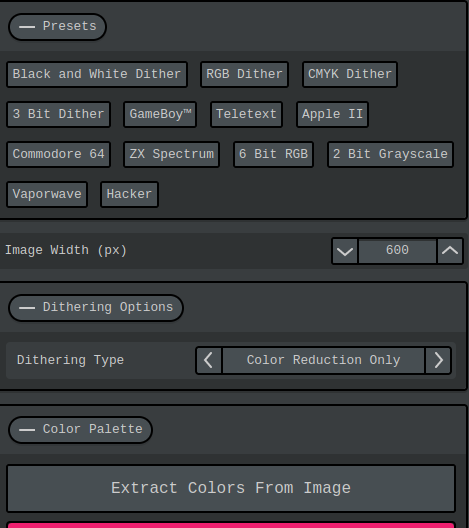 Presets
Black and White Dither RGB Dither CMYK Dither
3 Bit Dither GameBoy™ Teletext Apple II
Commodore 64 ZX Spectrum 6 Bit RGB 2 Bit Grayscale
Vaporwave Hacker
Image Width (px) 600
Dithering Options
Dithering Type Color Reduction Only
Color Palette
Extract Colors From Image